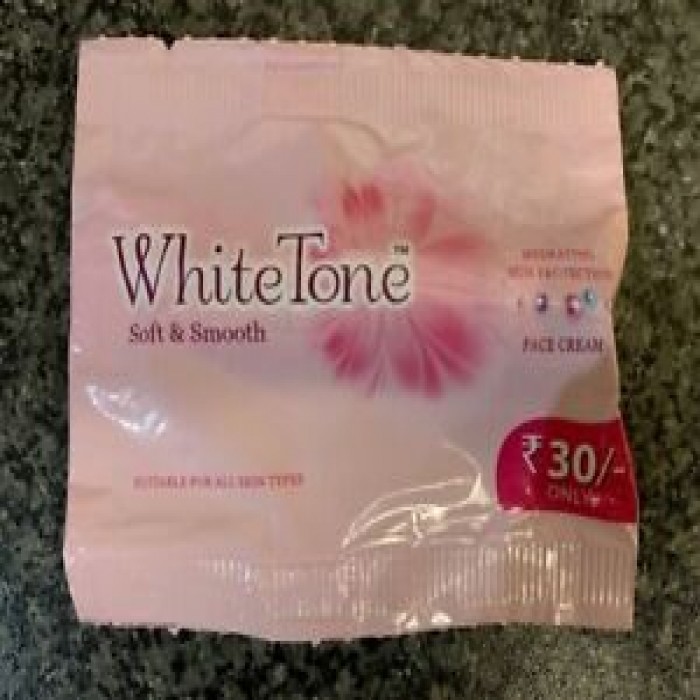 WhiteTone™
Soft & Smooth
HYDRATING
SKIN PROTECTION
FACE CREAM
₹ 30/-
ONLY
SUITABLE FOR ALL SKIN TYPES